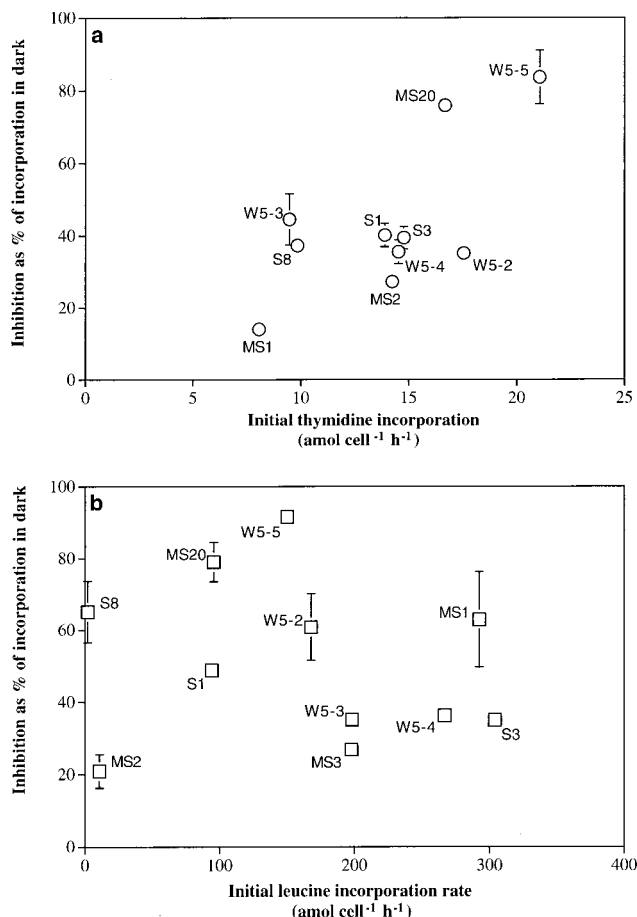 a
Inhibition as % of incorporation in dark
100
80
60
40
20
0
W5-5
MS20
W5-3
S1
S3
S8
W5-4
W5-2
MS2
MS1
0 5 10 15 20 25
Initial thymidine incorporation
(amol cell⁻¹ h⁻¹)
b
Inhibition as % of incorporation in dark
100
80
60
40
20
0
W5-5
MS20
S8
W5-2
MS1
S1
W5-3
W5-4
S3
MS3
MS2
0 100 200 300 400
Initial leucine incorporation rate
(amol cell⁻¹ h⁻¹)